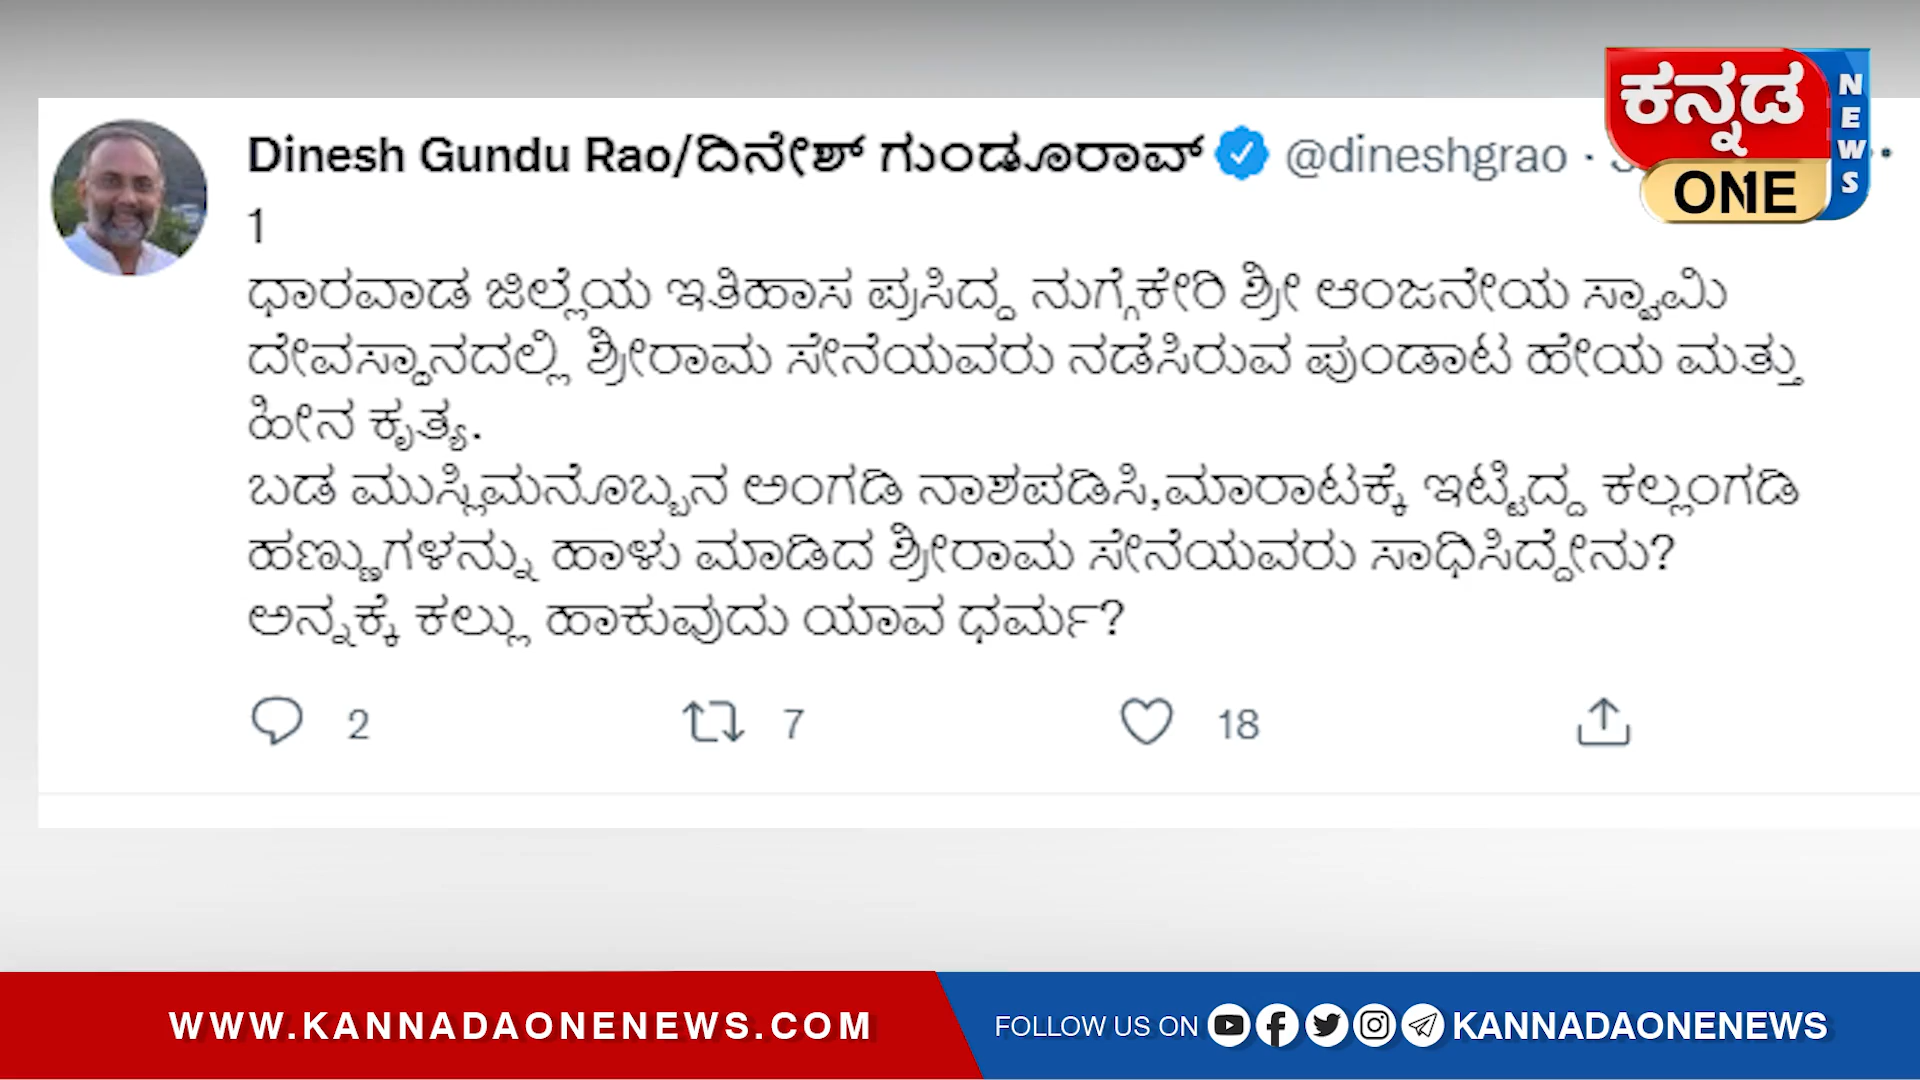 ಕನ್ನಡ
ONE
NEWS
Dinesh Gundu Rao/ದಿನೇಶ್ ಗುಂಡೂರಾವ್ @dineshgrao ·
1
ಧಾರವಾಡ ಜಿಲ್ಲೆಯ ಇತಿಹಾಸ ಪ್ರಸಿದ್ದ ನುಗ್ಗೆಕೇರಿ ಶ್ರೀ ಆಂಜನೇಯ ಸ್ವಾಮಿ
ದೇವಸ್ಥಾನದಲ್ಲಿ ಶ್ರೀರಾಮ ಸೇನೆಯವರು ನಡೆಸಿರುವ ಪುಂಡಾಟ ಹೇಯ ಮತ್ತು
ಹೀನ ಕೃತ್ಯ.
ಬಡ ಮುಸ್ಲಿಮನೊಬ್ಬನ ಅಂಗಡಿ ನಾಶಪಡಿಸಿ,ಮಾರಾಟಕ್ಕೆ ಇಟ್ಟಿದ್ದ ಕಲ್ಲಂಗಡಿ
ಹಣ್ಣುಗಳನ್ನು ಹಾಳು ಮಾಡಿದ ಶ್ರೀರಾಮ ಸೇನೆಯವರು ಸಾಧಿಸಿದ್ದೇನು?
ಅನ್ನಕ್ಕೆ ಕಲ್ಲು ಹಾಕುವುದು ಯಾವ ಧರ್ಮ?
2 7 18
WWW.KANNADAONENEWS.COM
FOLLOW US ON KANNADAONENEWS